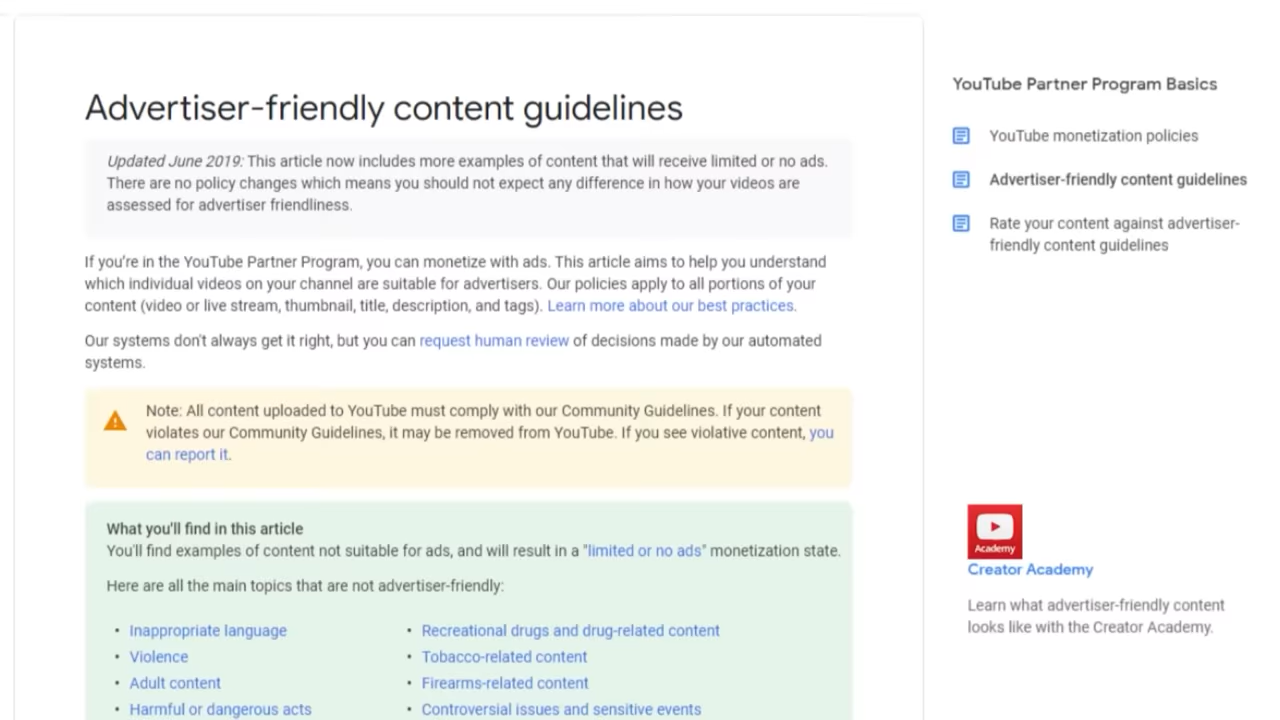 Advertiser-friendly content guidelines
Updated June 2019: This article now includes more examples of content that will receive limited or no ads.
There are no policy changes which means you should not expect any difference in how your videos are
assessed for advertiser friendliness.
If you're in the YouTube Partner Program, you can monetize with ads. This article aims to help you understand
which individual videos on your channel are suitable for advertisers. Our policies apply to all portions of your
content (video or live stream, thumbnail, title, description, and tags). Learn more about our best practices.
Our systems don't always get it right, but you can request human review of decisions made by our automated
systems.
Note: All content uploaded to YouTube must comply with our Community Guidelines. If your content
violates our Community Guidelines, it may be removed from YouTube. If you see violative content, you
can report it.
What you'll find in this article
You'll find examples of content not suitable for ads, and will result in a "limited or no ads" monetization state.
Here are all the main topics that are not advertiser-friendly:
• Inappropriate language
• Violence
• Adult content
• Harmful or dangerous acts
• Recreational drugs and drug-related content
• Tobacco-related content
• Firearms-related content
• Controversial issues and sensitive events
YouTube Partner Program Basics
YouTube monetization policies
Advertiser-friendly content guidelines
Rate your content against advertiser-
friendly content guidelines
Academy
Creator Academy
Learn what advertiser-friendly content
looks like with the Creator Academy.